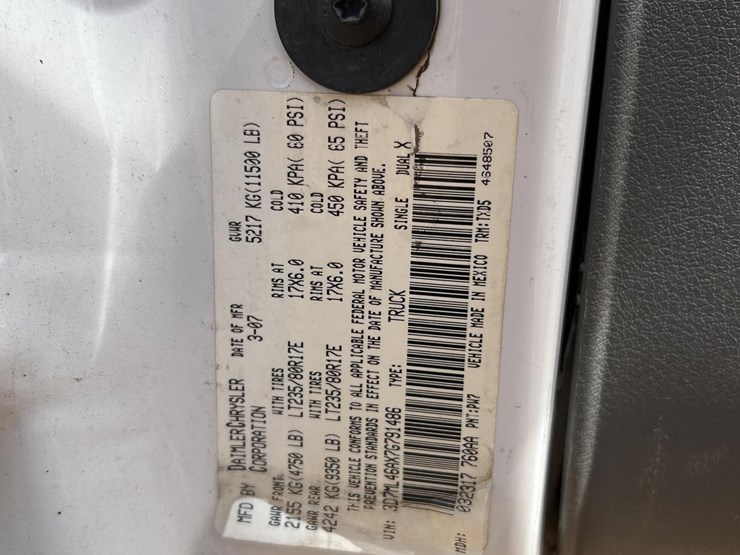 MFD BY DAIMLERCHRYSLER CORPORATION DATE OF MFR 3-07 GVWR 5217 KG(11500 LB)
GAWR FRONT WITH TIRES RIMS AT COLD
2155 KG(4750 LB) LT235/80R17E 17X6.0 410 KPA( 60 PSI)
GAWR REAR WITH TIRES RIMS AT COLD
4242 KG(9350 LB) LT235/80R17E 17X6.0 450 KPA( 65 PSI)
THIS VEHICLE CONFORMS TO ALL APPLICABLE FEDERAL MOTOR VEHICLE SAFETY AND THEFT
PREVENTION STANDARDS IN EFFECT ON THE DATE OF MANUFACTURE SHOWN ABOVE.
VIN: 3D7ML46AX7G791486 TYPE: TRUCK SINGLE DUAL X
MDH: 032317 760AA PNT:PW7 VEHICLE MADE IN MEXICO TRM:TXD5 4648507